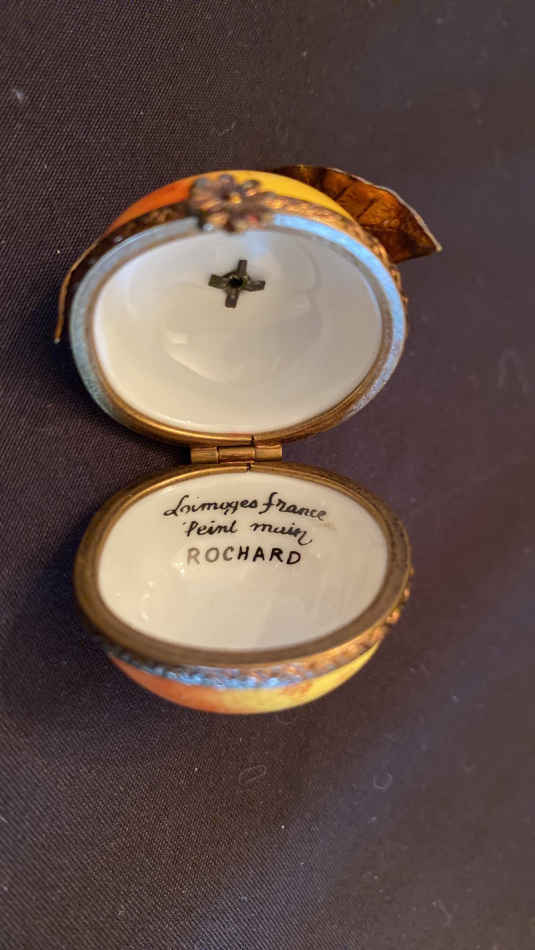 Limoges france
Peint main
ROCHARD